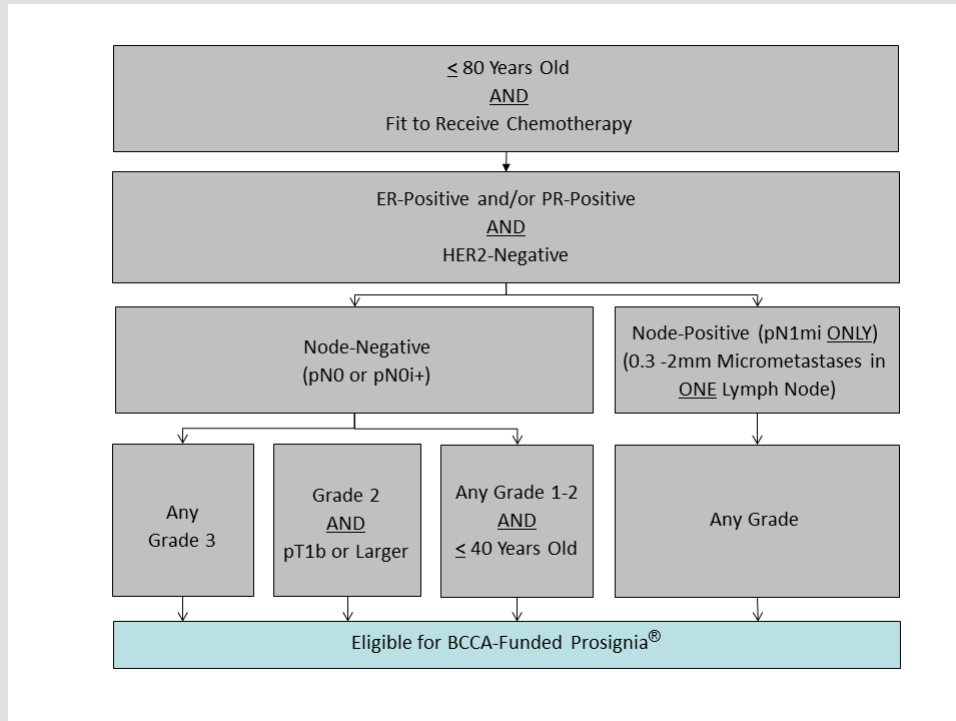 ≤ 80 Years Old
AND
Fit to Receive Chemotherapy
ER-Positive and/or PR-Positive
AND
HER2-Negative
Node-Negative
(pN0 or pN0i+)
Node-Positive (pN1mi ONLY)
(0.3 -2mm Micrometastases in
ONE Lymph Node)
Any
Grade 3
Grade 2
AND
pT1b or Larger
Any Grade 1-2
AND
≤ 40 Years Old
Any Grade
Eligible for BCCA-Funded Prosignia®